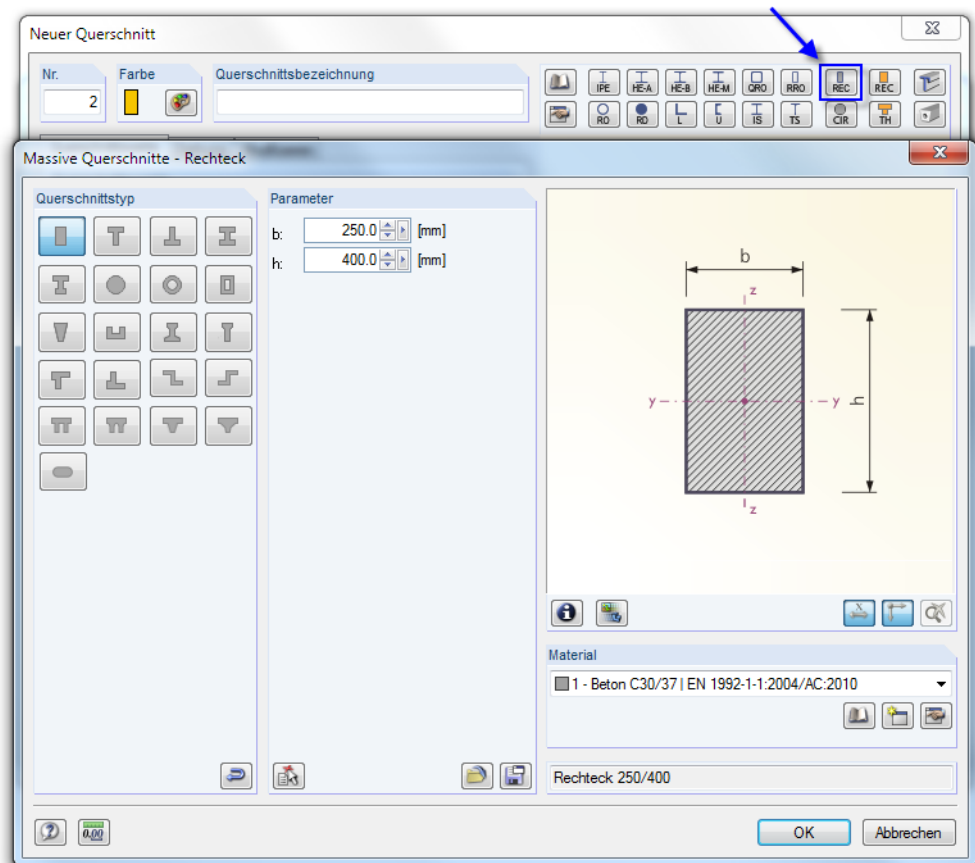 Neuer Querschnitt
Nr. Farbe Querschnittsbezeichnung
2
IPE HE-A HE-B HE-M QRO RRO REC REC
RO RD L U IS TS CIR TH
Massive Querschnitte - Rechteck
Querschnittstyp
Parameter
b: 250.0 [mm]
h: 400.0 [mm]
b
z
y y h
z
X
Material
1 - Beton C30/37 | EN 1992-1-1:2004/AC:2010
Rechteck 250/400
0.00
OK Abbrechen